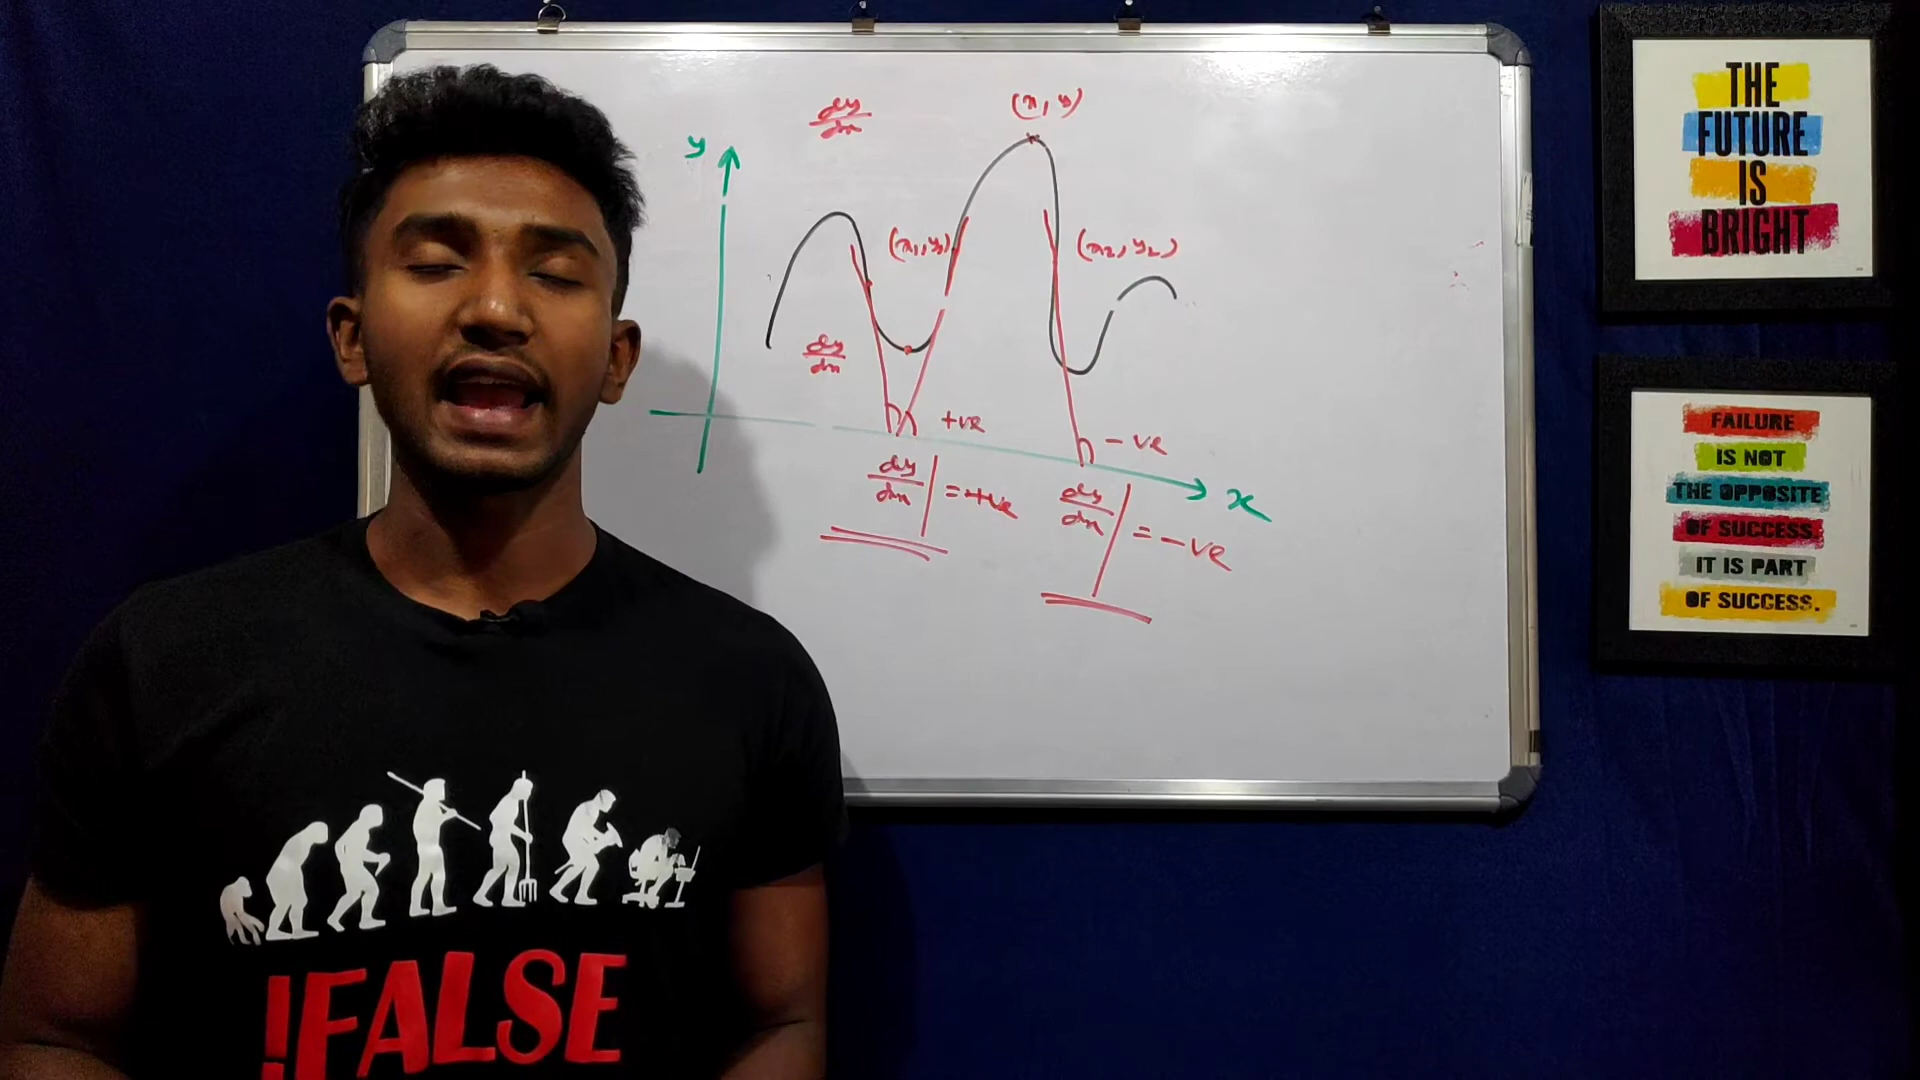 dy
dx
(x, y)
y
(x₁, y₁)
(x₂, y₂)
dy
dx
+ve
- ve
dy
dx
= +ve
dy
dx
= -ve
x
THE
FUTURE
IS
BRIGHT
FAILURE
IS NOT
THE OPPOSITE
OF SUCCESS
IT IS PART
OF SUCCESS.
!FALSE